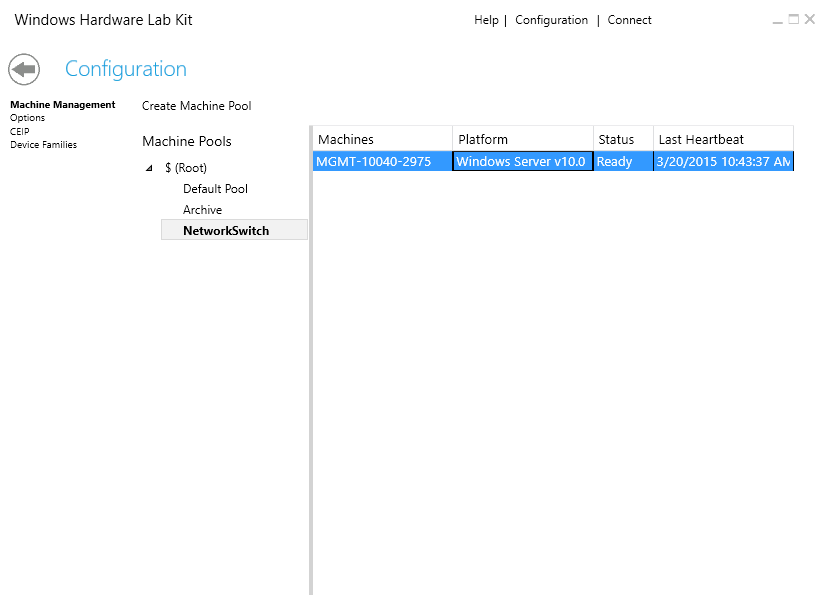 Windows Hardware Lab Kit
Help | Configuration | Connect
Configuration
Machine Management
Options
CEIP
Device Families
Create Machine Pool
Machine Pools
$ (Root)
Default Pool
Archive
NetworkSwitch
Machines Platform Status Last Heartbeat
MGMT-10040-2975 Windows Server v10.0 Ready 3/20/2015 10:43:37 AM